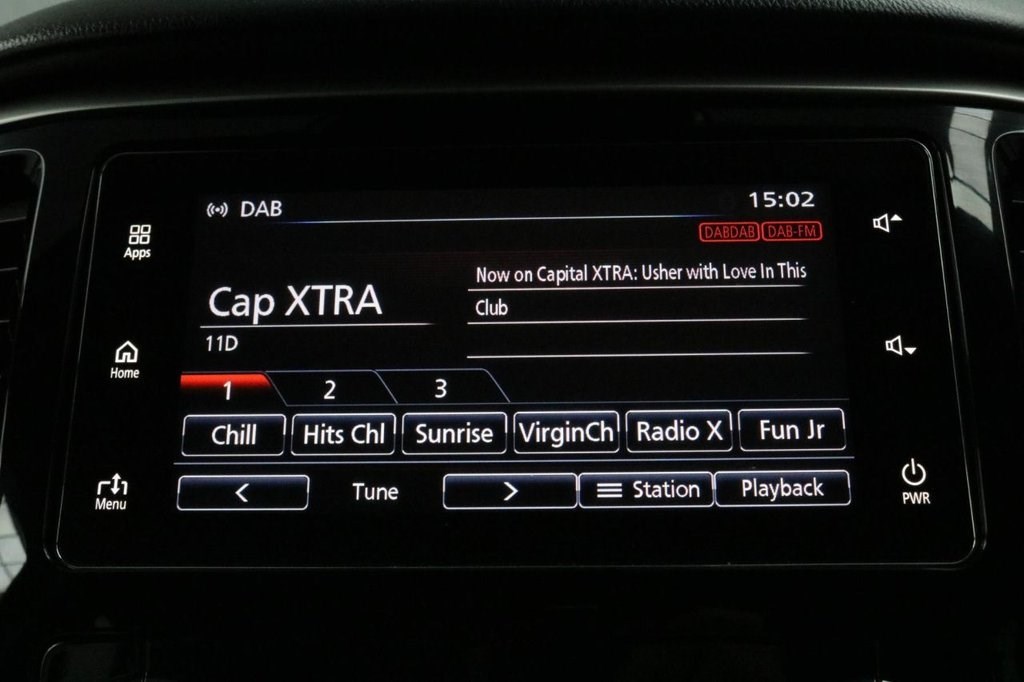 DAB
15:02
DABDAB DAB-FM
Apps
Now on Capital XTRA: Usher with Love In This
Club
Cap XTRA
11D
Home
1 2 3
Chill Hits Chl Sunrise VirginCh Radio X Fun Jr
< Tune > Station Playback
Menu
PWR